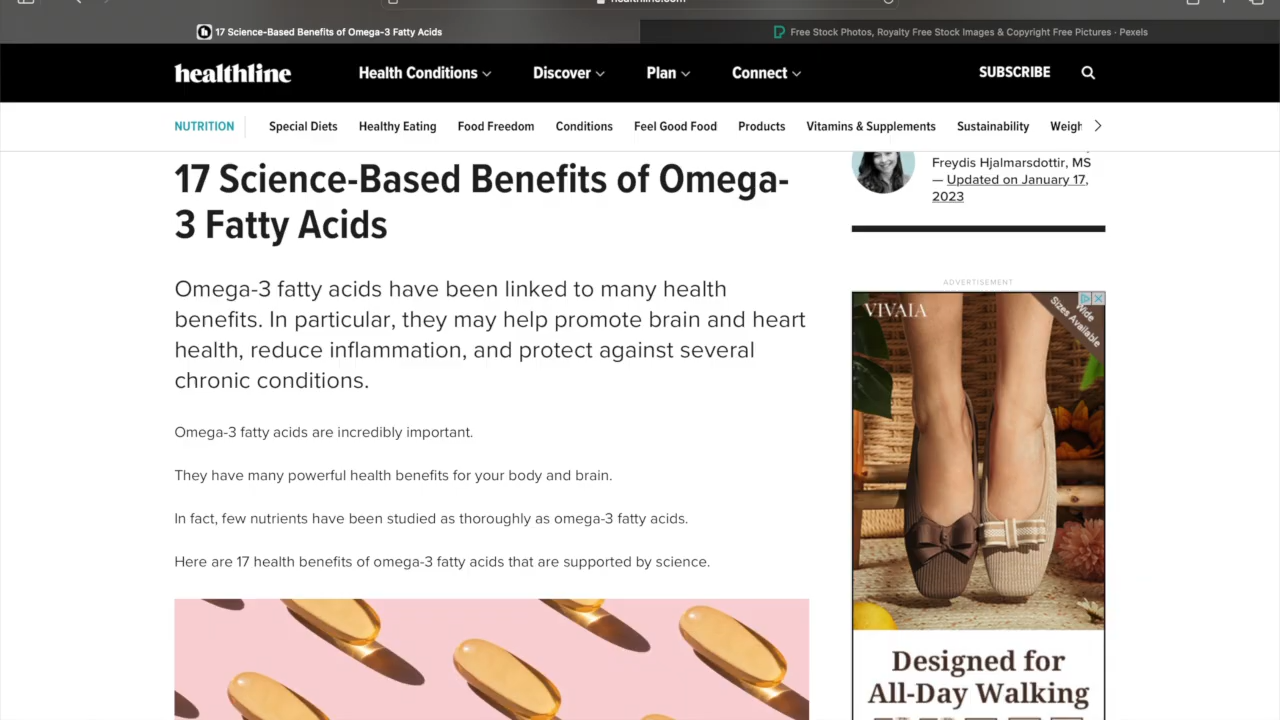 17 Science-Based Benefits of Omega-3 Fatty Acids
Free Stock Photos, Royalty Free Stock Images & Copyright Free Pictures · Pexels
healthline
Health Conditions
Discover
Plan
Connect
SUBSCRIBE
NUTRITION
Special Diets
Healthy Eating
Food Freedom
Conditions
Feel Good Food
Products
Vitamins & Supplements
Sustainability
17 Science-Based Benefits of Omega-
3 Fatty Acids
Omega-3 fatty acids have been linked to many health
benefits. In particular, they may help promote brain and heart
health, reduce inflammation, and protect against several
chronic conditions.
Omega-3 fatty acids are incredibly important.
They have many powerful health benefits for your body and brain.
In fact, few nutrients have been studied as thoroughly as omega-3 fatty acids.
Here are 17 health benefits of omega-3 fatty acids that are supported by science.
Freydis Hjalmarsdottir, MS
— Updated on January 17,
2023
ADVERTISEMENT
VIVAIA
Wide
Sizes Available
Designed for
All-Day Walking